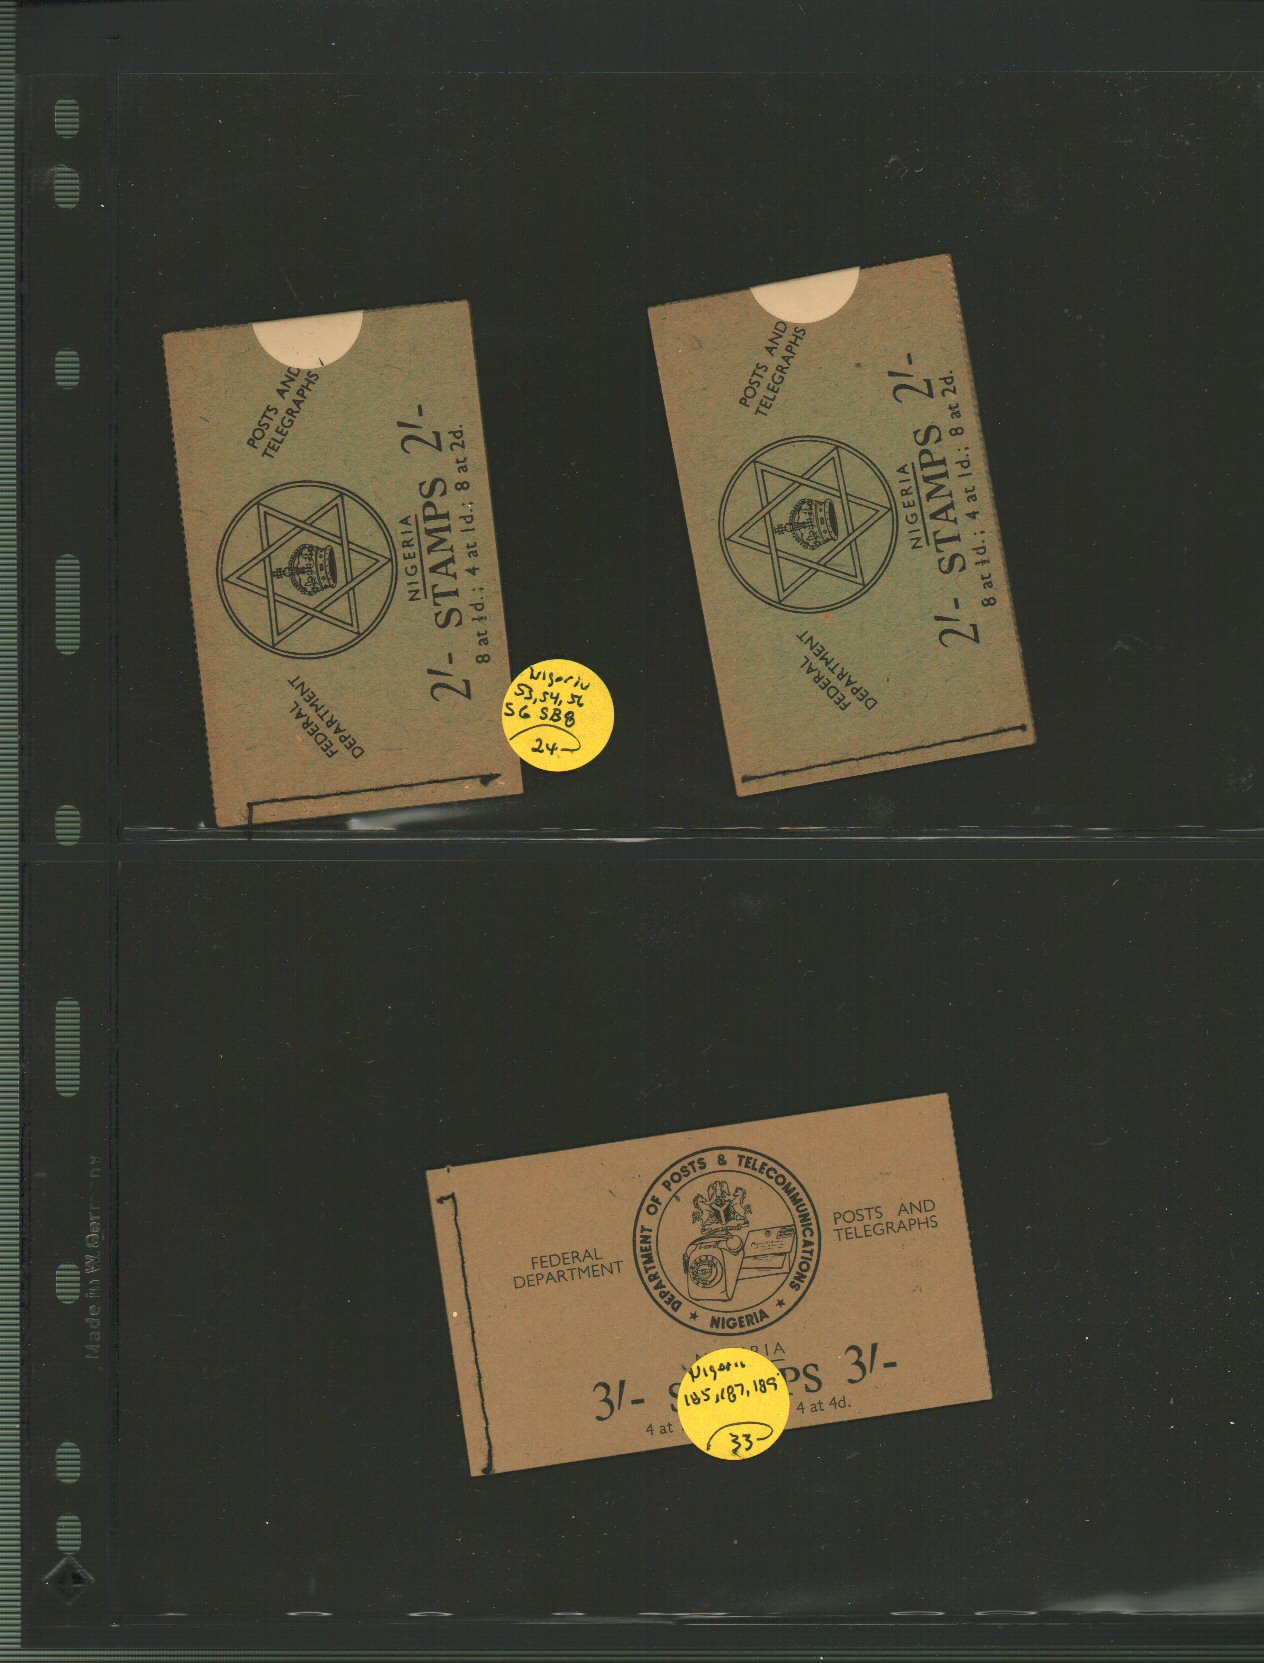 POSTS AND
TELEGRAPHS
FEDERAL
DEPARTMENT
NIGERIA
2/- STAMPS 2/-
8 at ½d.; 4 at 1d.; 8 at 2d.
Nigeria
53, 54, 56
SG SB8
24-
POSTS AND
TELEGRAPHS
FEDERAL
DEPARTMENT
NIGERIA
2/- STAMPS 2/-
8 at ½d.; 4 at 1d.; 8 at 2d.
DEPARTMENT OF POSTS & TELECOMMUNICATIONS
★ NIGERIA ★
FEDERAL
DEPARTMENT
POSTS AND
TELEGRAPHS
3/- S PS 3/-
4 at 4 at 4d.
Nigeria
185, 187, 189
33-
Made in W.Germany